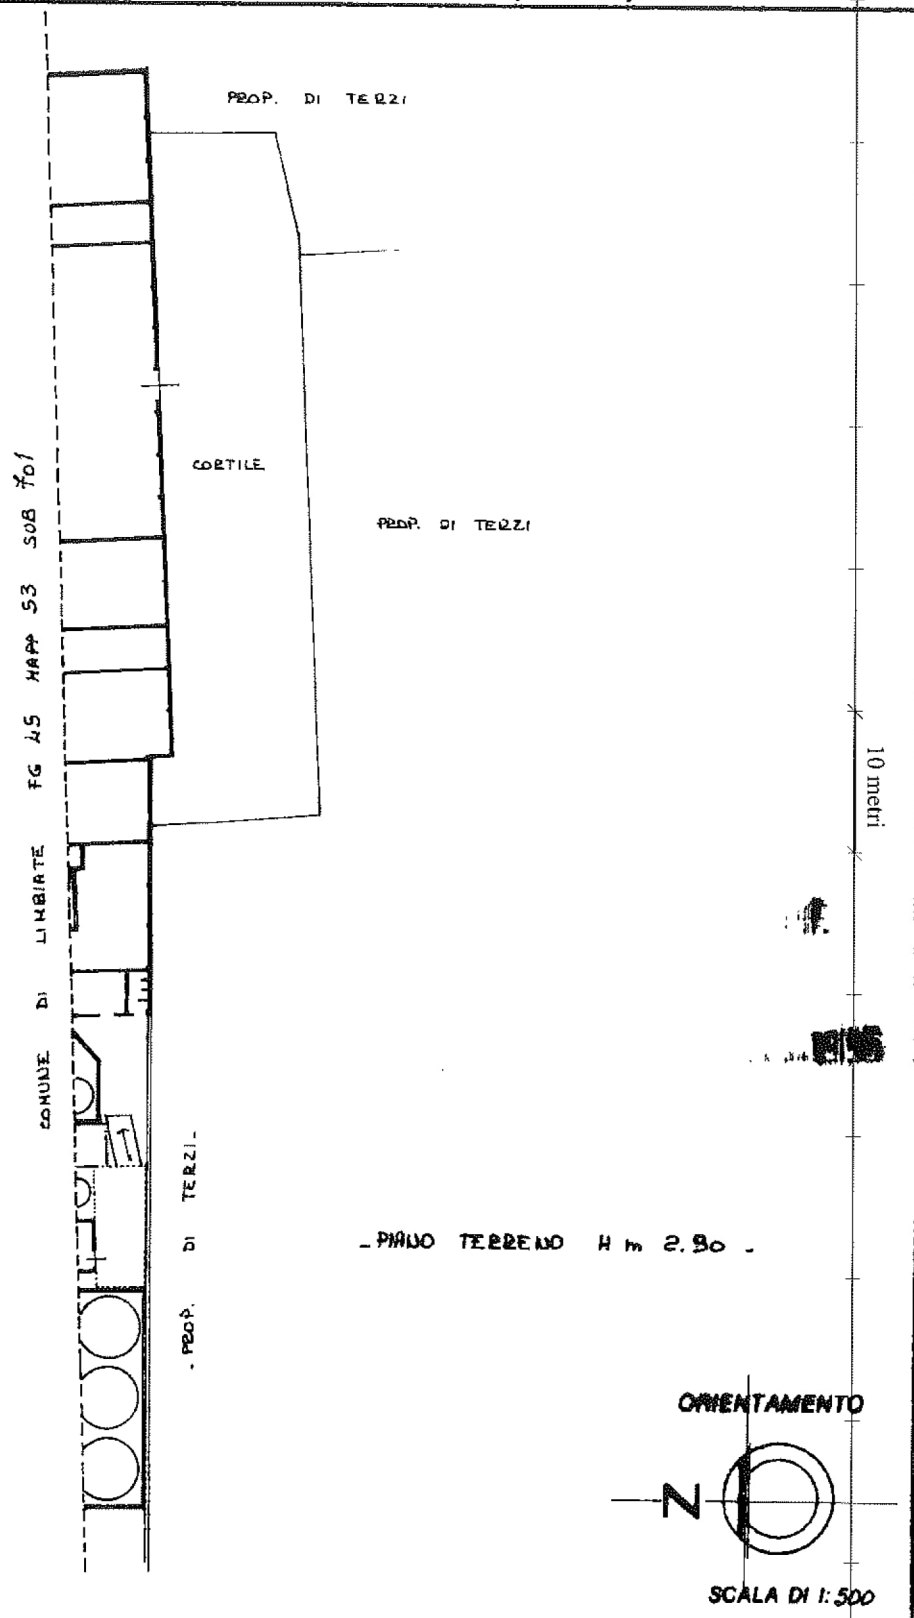 PROP. DI TERZI
CORTILE
PROP. DI TERZI
COMUNE DI LIMBIATE FG 45 MAPP 53 SUB 701
10 metri
- PROP. DI TERZI -
- PIANO TERRENO H m 2.90 -
ORIENTAMENTO
N
SCALA DI 1:500